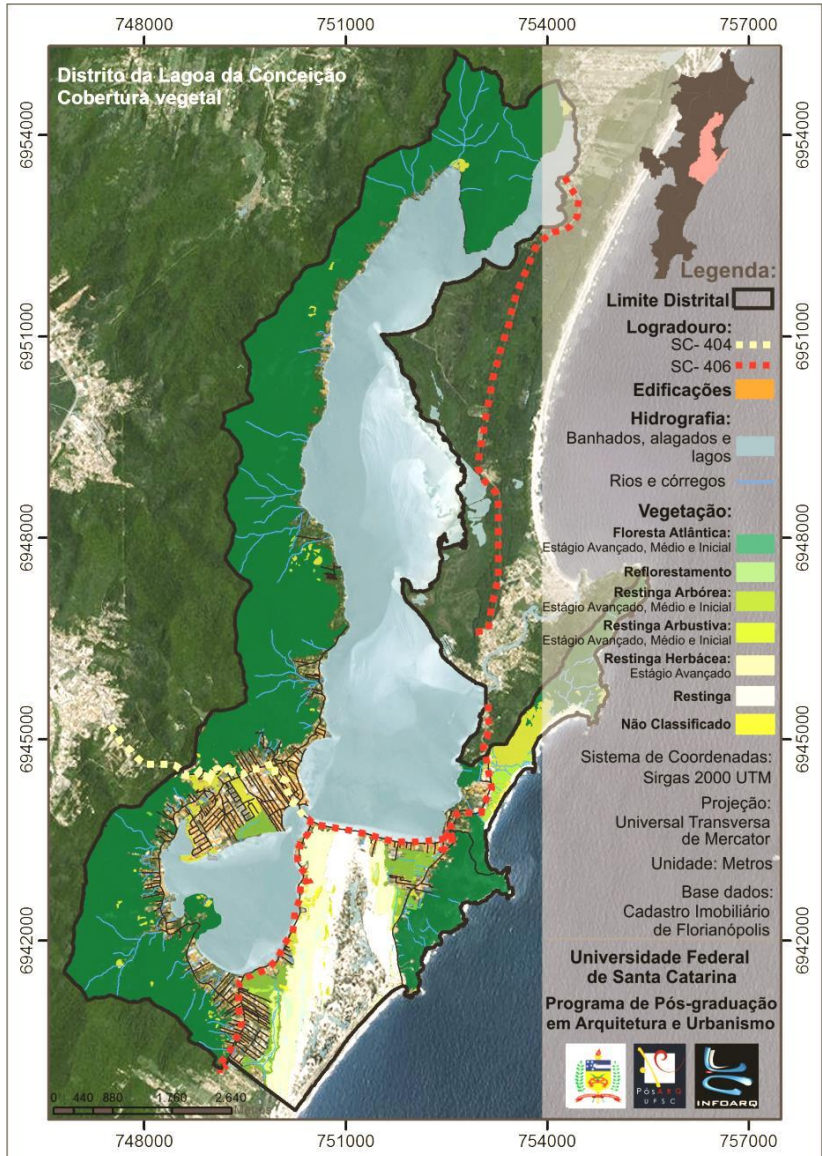 748000 751000 754000 757000
Distrito da Lagoa da Conceição
Cobertura vegetal
6954000 6954000
6951000 6951000
6948000 6948000
6945000 6945000
6942000 6942000
Legenda:
Limite Distrital
Logradouro:
SC- 404
SC- 406
Edificações
Hidrografia:
Banhados, alagados e
lagos
Rios e córregos
Vegetação:
Floresta Atlântica:
Estágio Avançado, Médio e Inicial
Reflorestamento
Restinga Arbórea:
Estágio Avançado, Médio e Inicial
Restinga Arbustiva:
Estágio Avançado, Médio e Inicial
Restinga Herbácea:
Estágio Avançado
Restinga
Não Classificado
Sistema de Coordenadas:
Sirgas 2000 UTM
Projeção:
Universal Transversa
de Mercator
Unidade: Metros
Base dados:
Cadastro Imobiliário
de Florianópolis
Universidade Federal
de Santa Catarina
Programa de Pós-graduação
em Arquitetura e Urbanismo
PósARQ
UFSC
INFOARQ
0 440 880 1.760 2.640
748000 751000 754000 757000